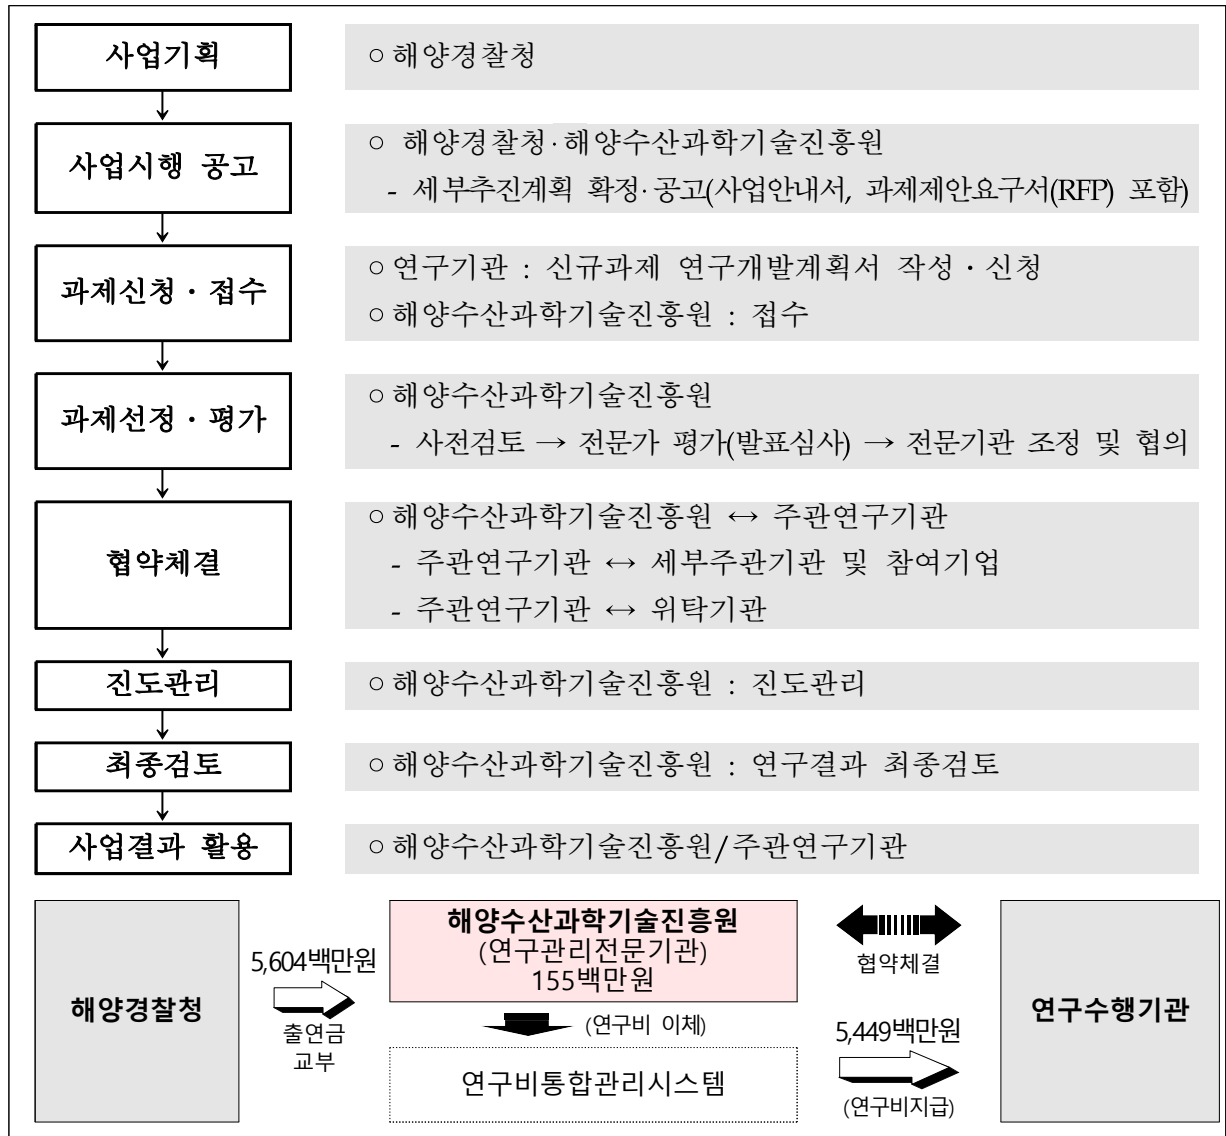 사업기획
○ 해양경찰청
사업시행 공고
○ 해양경찰청·해양수산과학기술진흥원
- 세부추진계획 확정·공고(사업안내서, 과제제안요구서(RFP) 포함)
과제신청·접수
○ 연구기관 : 신규과제 연구개발계획서 작성·신청
○ 해양수산과학기술진흥원 : 접수
과제선정·평가
○ 해양수산과학기술진흥원
- 사전검토 → 전문가 평가(발표심사) → 전문기관 조정 및 협의
협약체결
○ 해양수산과학기술진흥원 ↔ 주관연구기관
- 주관연구기관 ↔ 세부주관기관 및 참여기업
- 주관연구기관 ↔ 위탁기관
진도관리
○ 해양수산과학기술진흥원 : 진도관리
최종검토
○ 해양수산과학기술진흥원 : 연구결과 최종검토
사업결과 활용
○ 해양수산과학기술진흥원/주관연구기관
해양경찰청
5,604백만원
출연금
교부
해양수산과학기술진흥원
(연구관리전문기관)
155백만원
(연구비 이체)
연구비통합관리시스템
협약체결
5,449백만원
(연구비지급)
연구수행기관